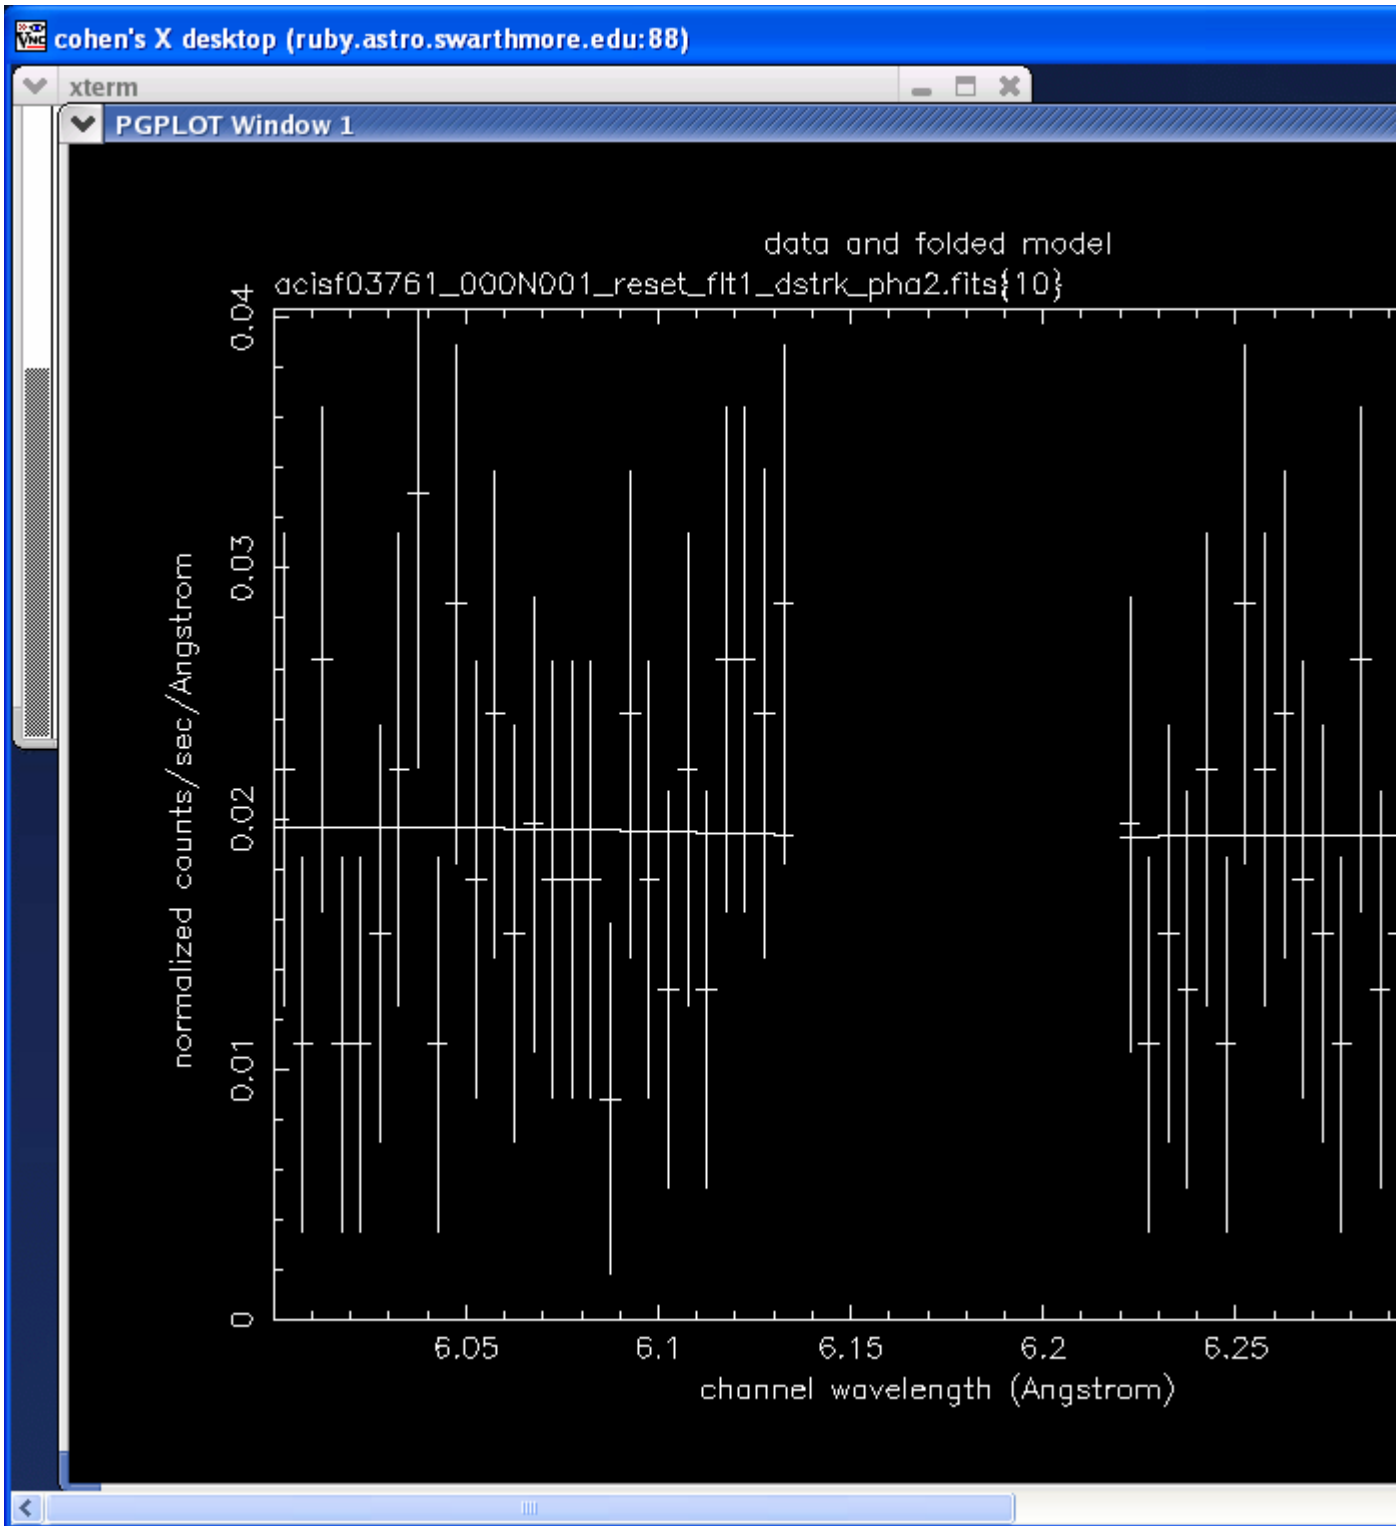 cohen's X desktop (ruby.astro.swarthmore.edu:88)
xterm
PGPLOT Window 1
data and folded model
acisf03761_000N001_reset_flt1_dstrk_pha2.fits{10}
normalized counts/sec/Angstrom
0.04
0.03
0.02
0.01
0
6.05 6.1 6.15 6.2 6.25
channel wavelength (Angstrom)